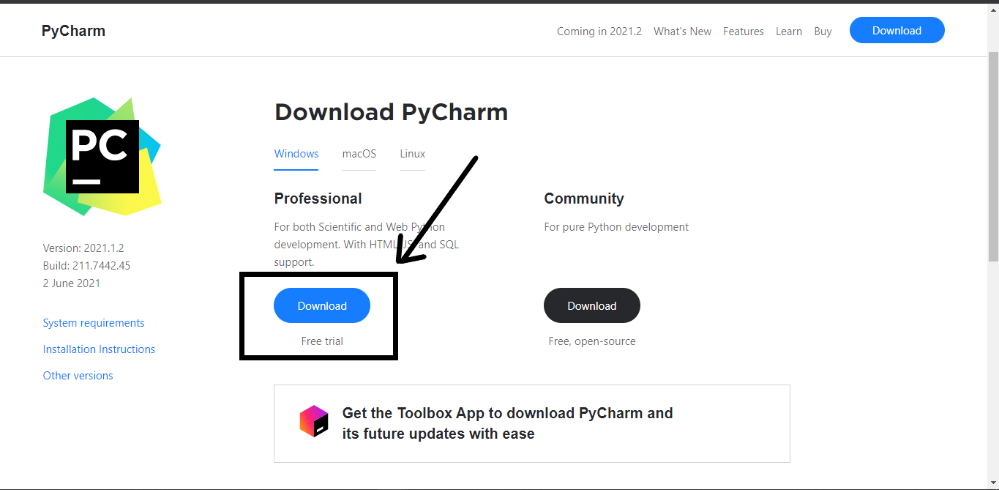 PyCharm
Coming in 2021.2 What's New Features Learn Buy Download
PC
Download PyCharm
Windows macOS Linux
Professional
For both Scientific and Web Python
development. With HTML, JS, and SQL
support.
Download
Free trial
Community
For pure Python development
Download
Free, open-source
Version: 2021.1.2
Build: 211.7442.45
2 June 2021
System requirements
Installation Instructions
Other versions
Get the Toolbox App to download PyCharm and
its future updates with ease